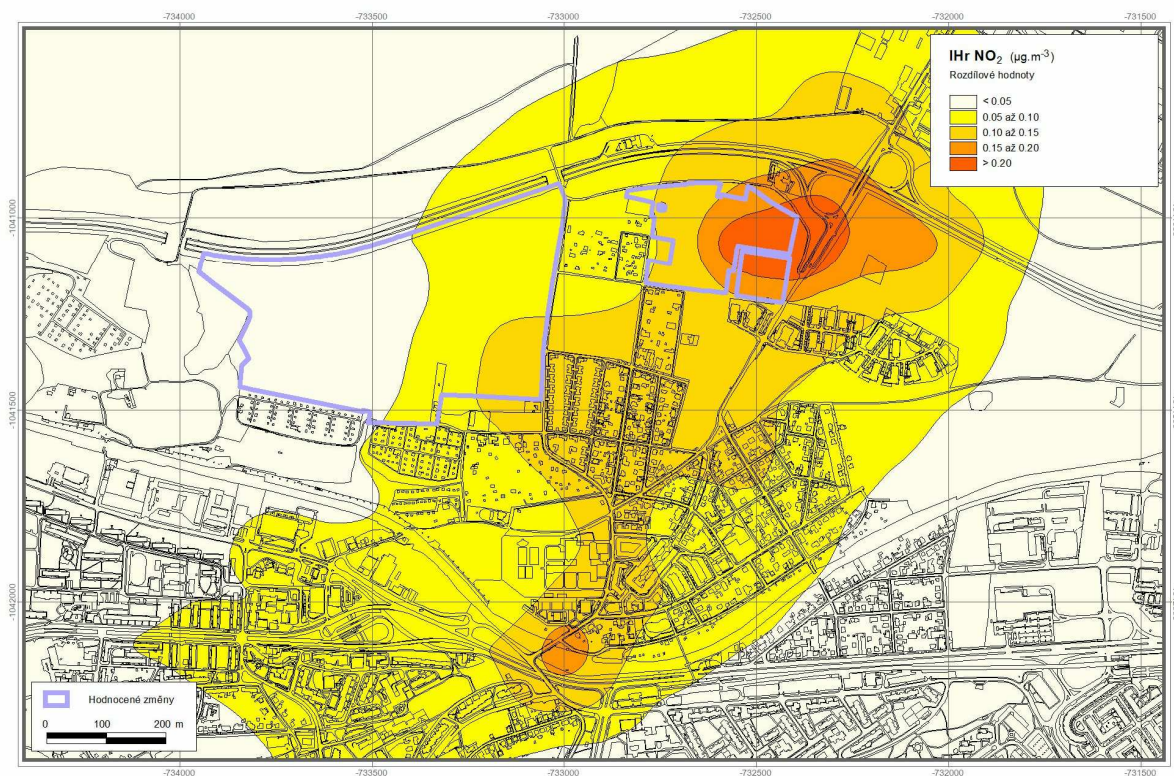 -734000
-733500
-733000
-732500
-732000
-731500
IHr NO₂ (µg.m⁻³)
Rozdílové hodnoty
< 0.05
0.05 až 0.10
0.10 až 0.15
0.15 až 0.20
> 0.20
-1041000
-1041500
-1042000
Hodnocené změny
0 100 200 m
-734000
-733500
-733000
-732500
-732000
-731500